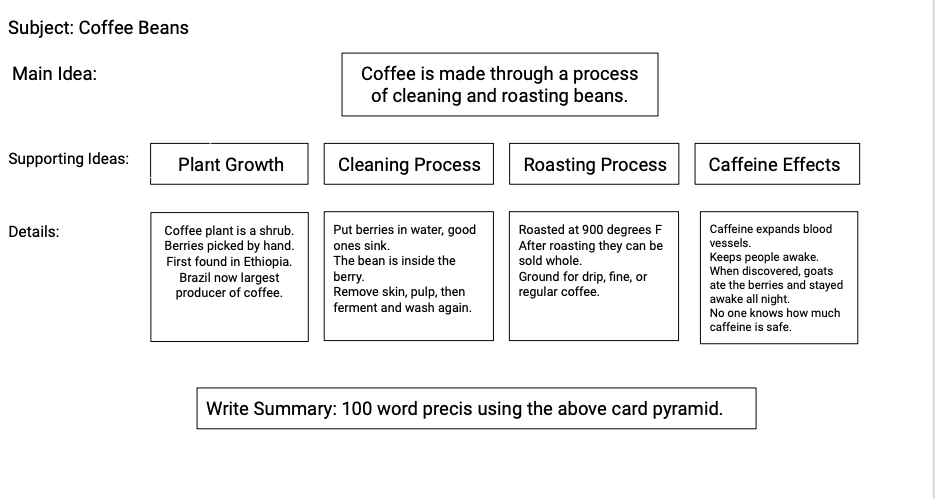 Subject: Coffee Beans
Main Idea:
Coffee is made through a process
of cleaning and roasting beans.
Supporting Ideas:
Plant Growth
Cleaning Process
Roasting Process
Caffeine Effects
Details:
Coffee plant is a shrub.
Berries picked by hand.
First found in Ethiopia.
Brazil now largest
producer of coffee.
Put berries in water, good
ones sink.
The bean is inside the
berry.
Remove skin, pulp, then
ferment and wash again.
Roasted at 900 degrees F
After roasting they can be
sold whole.
Ground for drip, fine, or
regular coffee.
Caffeine expands blood
vessels.
Keeps people awake.
When discovered, goats
ate the berries and stayed
awake all night.
No one knows how much
caffeine is safe.
Write Summary: 100 word precis using the above card pyramid.